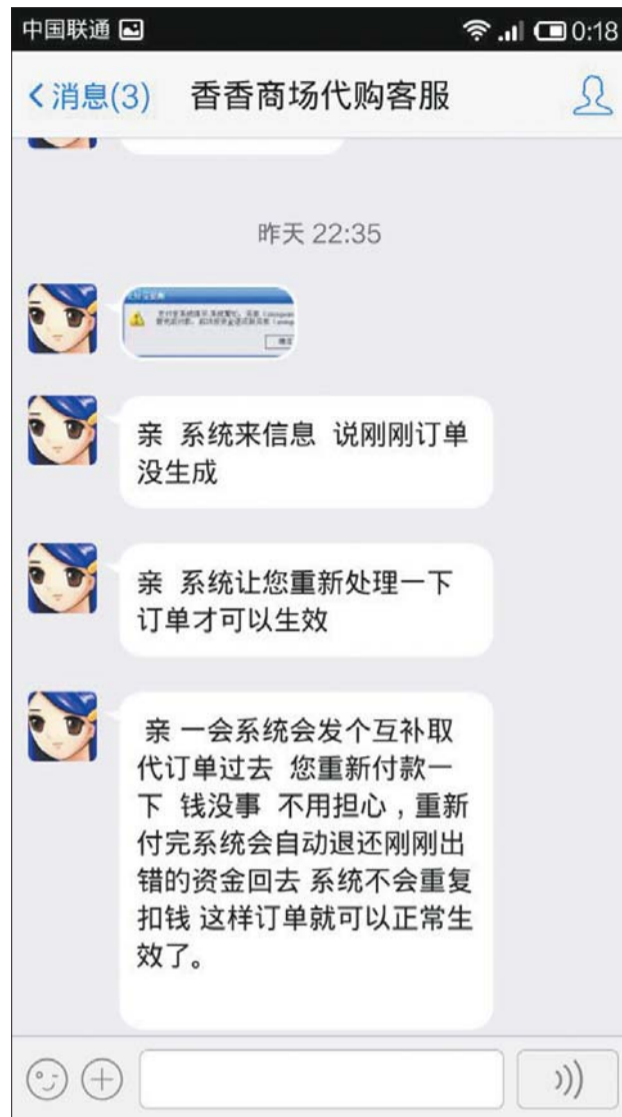 中国联通
0:18
消息(3)
香香商场代购客服
昨天 22:35
亲 系统来信息 说刚刚订单
没生成
亲 系统让您重新处理一下
订单才可以生效
亲 一会系统会发个互补取
代订单过去 您重新付款一
下 钱没事 不用担心，重新
付完系统会自动退还刚刚出
错的资金回去 系统不会重复
扣钱 这样订单就可以正常生
效了。